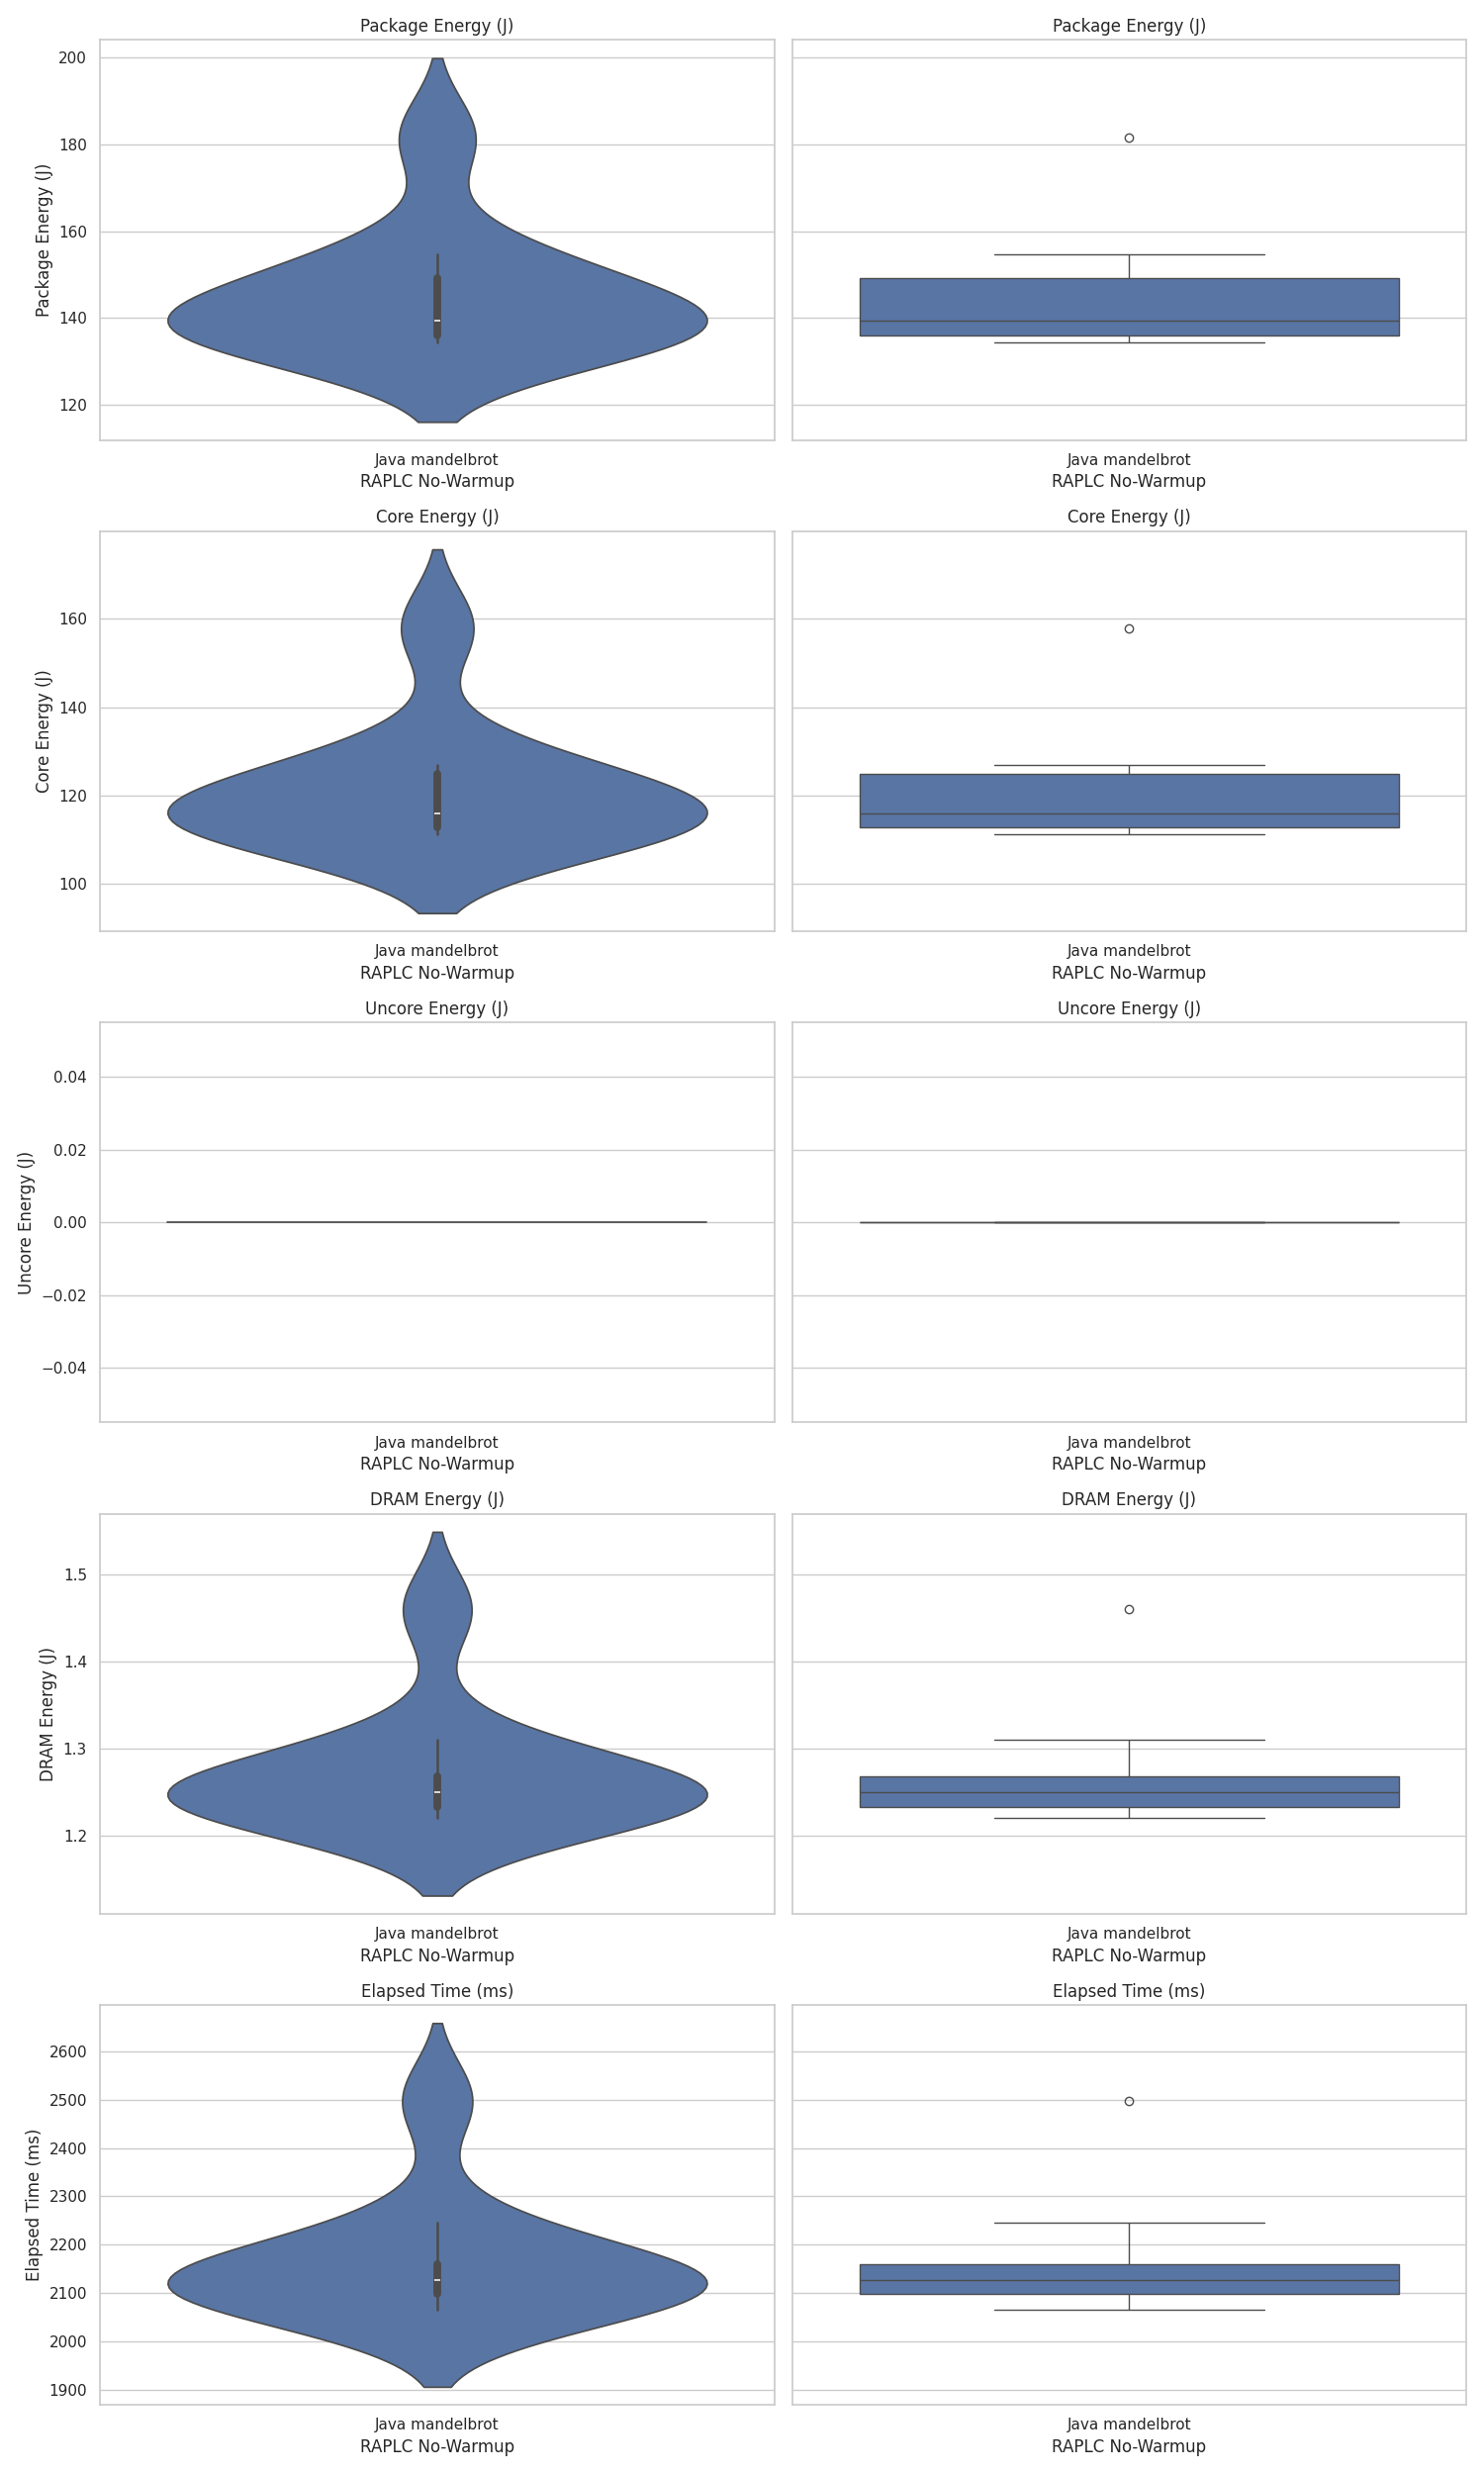 Package Energy (J)
Package Energy (J)
Package Energy (J)
200
180
160
140
120
Java mandelbrot
RAPLC No-Warmup
Java mandelbrot
RAPLC No-Warmup
Core Energy (J)
Core Energy (J)
Core Energy (J)
160
140
120
100
Java mandelbrot
RAPLC No-Warmup
Java mandelbrot
RAPLC No-Warmup
Uncore Energy (J)
Uncore Energy (J)
Uncore Energy (J)
0.04
0.02
0.00
−0.02
−0.04
Java mandelbrot
RAPLC No-Warmup
Java mandelbrot
RAPLC No-Warmup
DRAM Energy (J)
DRAM Energy (J)
DRAM Energy (J)
1.5
1.4
1.3
1.2
Java mandelbrot
RAPLC No-Warmup
Java mandelbrot
RAPLC No-Warmup
Elapsed Time (ms)
Elapsed Time (ms)
Elapsed Time (ms)
2600
2500
2400
2300
2200
2100
2000
1900
Java mandelbrot
RAPLC No-Warmup
Java mandelbrot
RAPLC No-Warmup